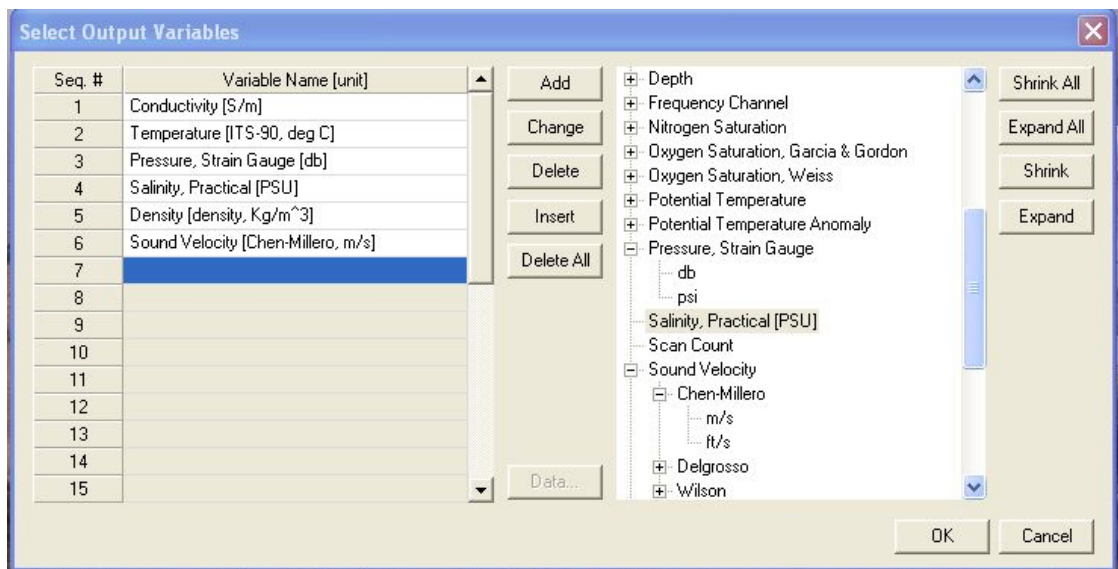 Select Output Variables
Seq. # Variable Name [unit]
1 Conductivity [S/m]
2 Temperature [ITS-90, deg C]
3 Pressure, Strain Gauge [db]
4 Salinity, Practical [PSU]
5 Density [density, Kg/m^3]
6 Sound Velocity [Chen-Millero, m/s]
7
8
9
10
11
12
13
14
15
Add
Change
Delete
Insert
Delete All
Data...
Depth
Frequency Channel
Nitrogen Saturation
Oxygen Saturation, Garcia & Gordon
Oxygen Saturation, Weiss
Potential Temperature
Potential Temperature Anomaly
Pressure, Strain Gauge
db
psi
Salinity, Practical [PSU]
Scan Count
Sound Velocity
Chen-Millero
m/s
ft/s
Delgrosso
Wilson
Shrink All
Expand All
Shrink
Expand
OK
Cancel